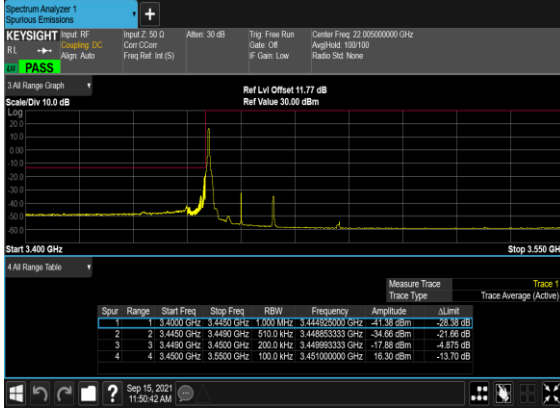 Spectrum Analyzer 1
Spurious Emissions
+
KEYSIGHT Input: RF Input Z: 50 Ω Atten: 30 dB Trig: Free Run Center Freq: 22.005000000 GHz
RL Coupling: DC Corr CCorr Gate: Off Avg|Hold: 100/100
Align: Auto Freq Ref: Int (S) IF Gain: Low Radio Std: None
LXI PASS
3 All Range Graph
Ref Lvl Offset 11.77 dB
Scale/Div 10.0 dB Ref Value 30.00 dBm
Log
20.0
10.0
0.00
-10.0
-20.0
-30.0
-40.0
-50.0
-60.0
Start 3.400 GHz Stop 3.550 GH
4 All Range Table
Measure Trace Trace 1
Trace Type Trace Average (Active)
Spur Range Start Freq Stop Freq RBW Frequency Amplitude ΔLimit
1 1 3.4000 GHz 3.4450 GHz 1.000 MHz 3.444925000 GHz -41.38 dBm -28.38 dB
2 2 3.4450 GHz 3.4490 GHz 510.0 kHz 3.448853333 GHz -34.66 dBm -21.66 dB
3 3 3.4490 GHz 3.4500 GHz 200.0 kHz 3.449993333 GHz -17.88 dBm -4.875 dB
4 4 3.4500 GHz 3.5500 GHz 100.0 kHz 3.451000000 GHz 16.30 dBm -13.70 dB
? Sep 15, 2021
11:50:42 AM